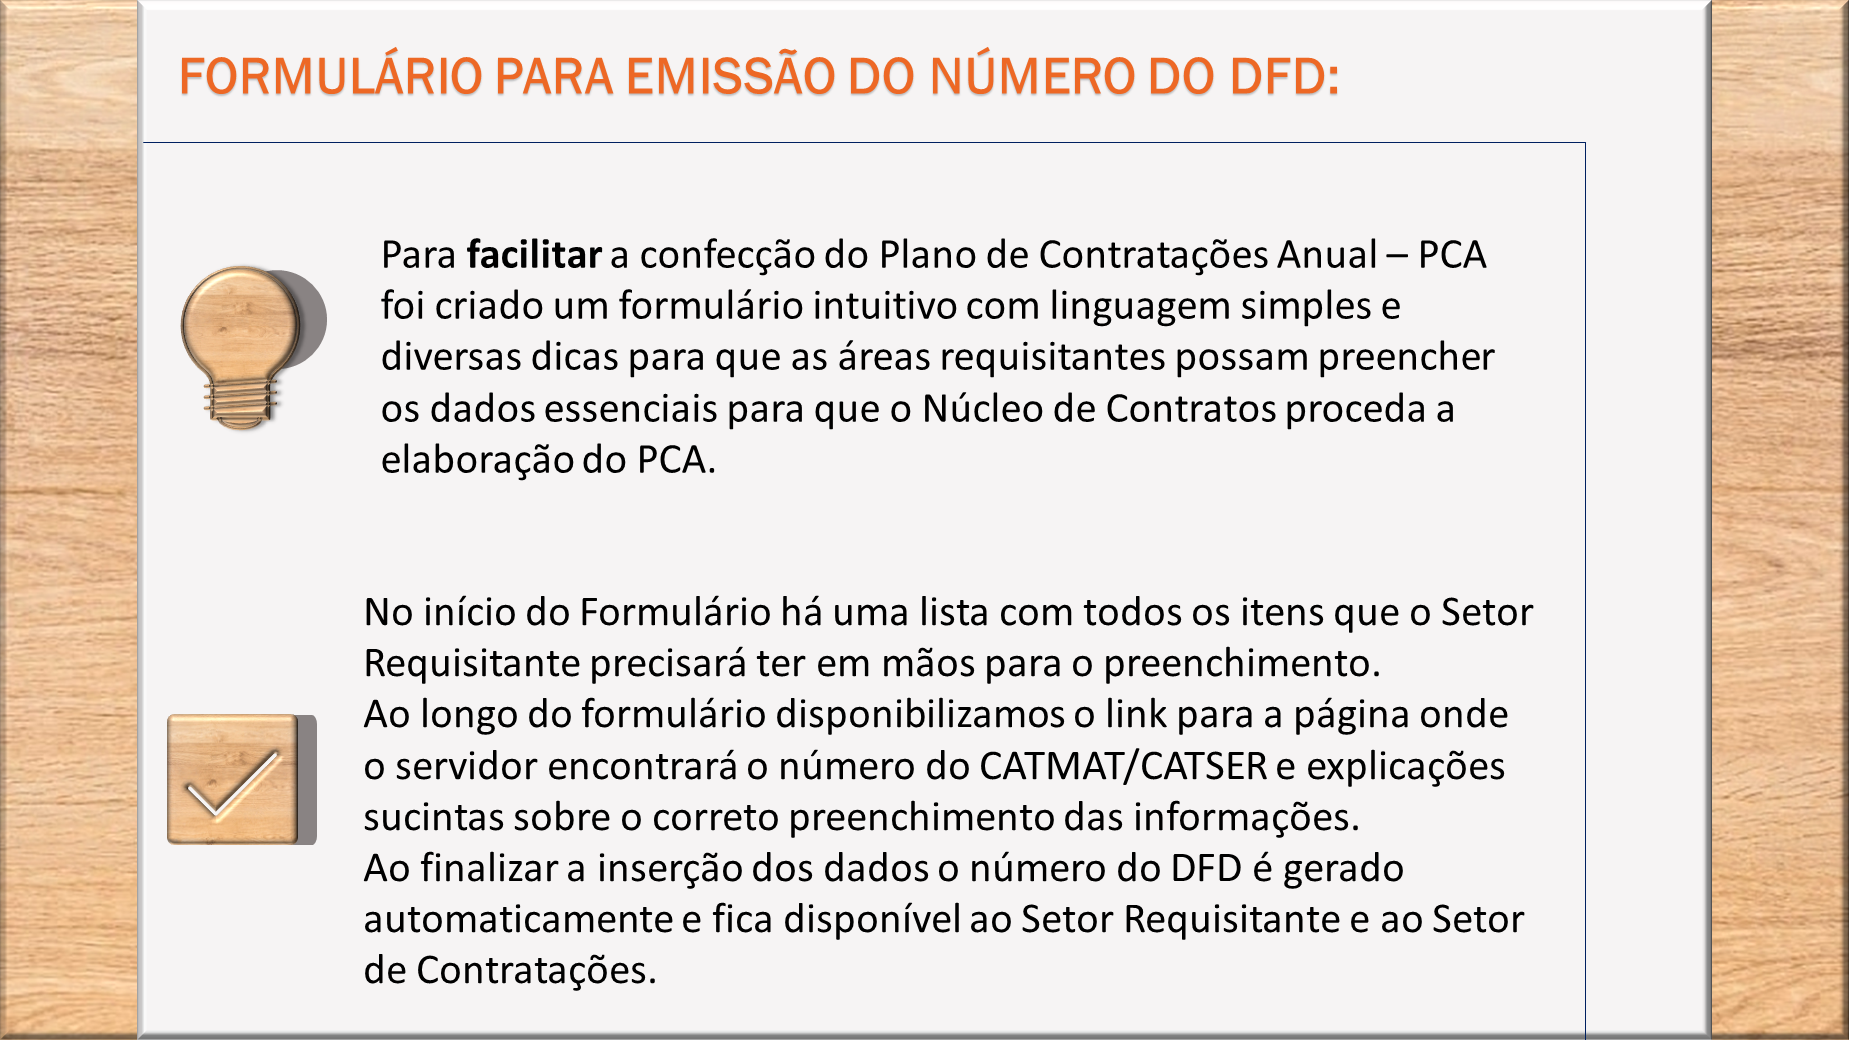 FORMULÁRIO PARA EMISSÃO DO NÚMERO DO DFD:
Para facilitar a confecção do Plano de Contratações Anual – PCA
foi criado um formulário intuitivo com linguagem simples e
diversas dicas para que as áreas requisitantes possam preencher
os dados essenciais para que o Núcleo de Contratos proceda a
elaboração do PCA.
No início do Formulário há uma lista com todos os itens que o Setor
Requisitante precisará ter em mãos para o preenchimento.
Ao longo do formulário disponibilizamos o link para a página onde
o servidor encontrará o número do CATMAT/CATSER e explicações
sucintas sobre o correto preenchimento das informações.
Ao finalizar a inserção dos dados o número do DFD é gerado
automaticamente e fica disponível ao Setor Requisitante e ao Setor
de Contratações.